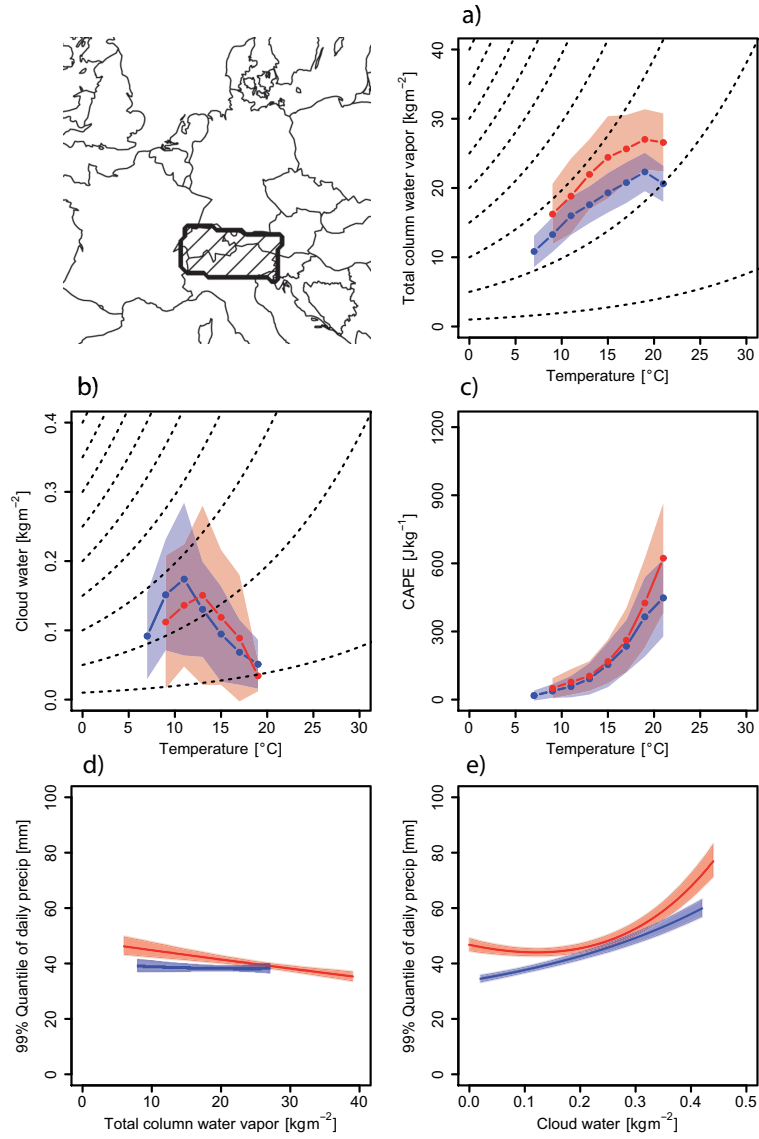 a)
40
30
20
10
0
Total column water vapor [kgm−2]
0 5 10 15 20 25 30
Temperature [°C]
b)
0.4
0.3
0.2
0.1
0.0
Cloud water [kgm−2]
0 5 10 15 20 25 30
Temperature [°C]
c)
1200
900
600
300
0
CAPE [Jkg−1]
0 5 10 15 20 25 30
Temperature [°C]
d)
100
80
60
40
20
0
99% Quantile of daily precip [mm]
0 10 20 30 40
Total column water vapor [kgm−2]
e)
100
80
60
40
20
0
99% Quantile of daily precip [mm]
0.0 0.1 0.2 0.3 0.4 0.5
Cloud water [kgm−2]